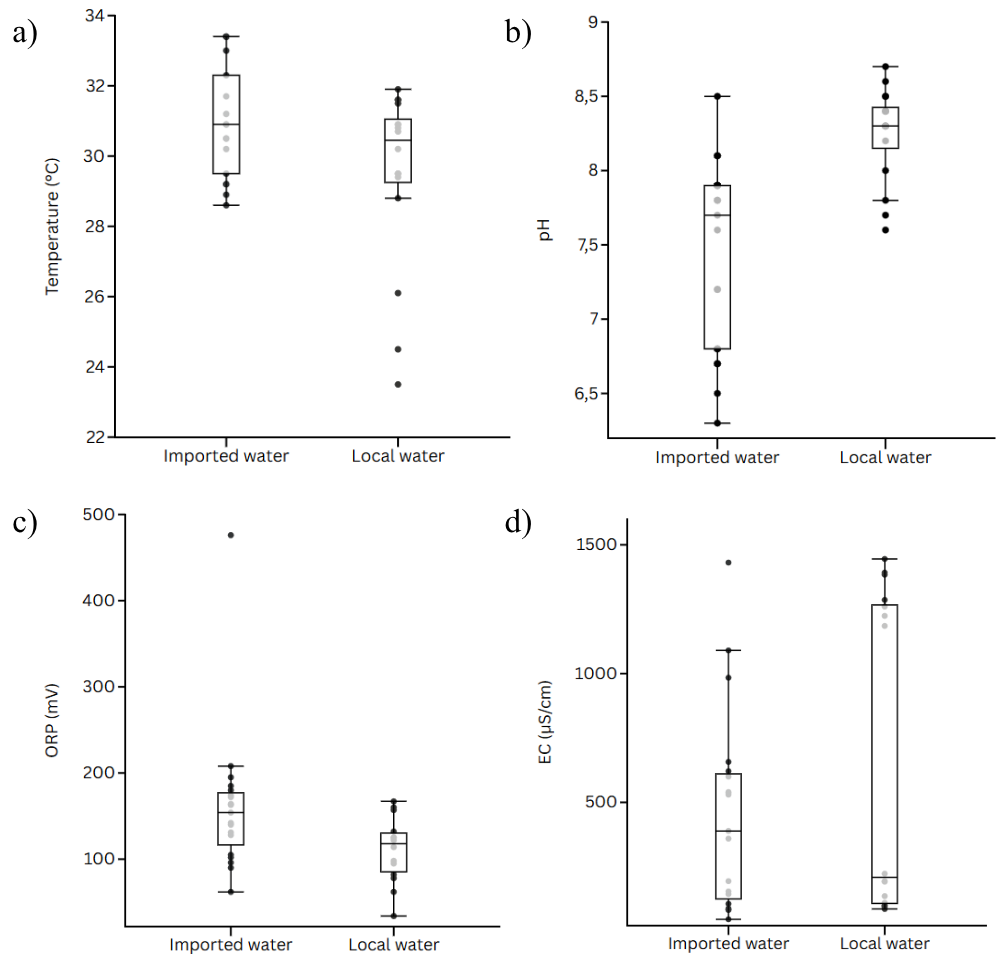 a)
34
32
30
28
26
24
22
Temperature (°C)
Imported water
Local water
b)
9
8,5
8
7,5
7
6,5
pH
Imported water
Local water
c)
500
400
300
200
100
ORP (mV)
Imported water
Local water
d)
1500
1000
500
EC (µS/cm)
Imported water
Local water